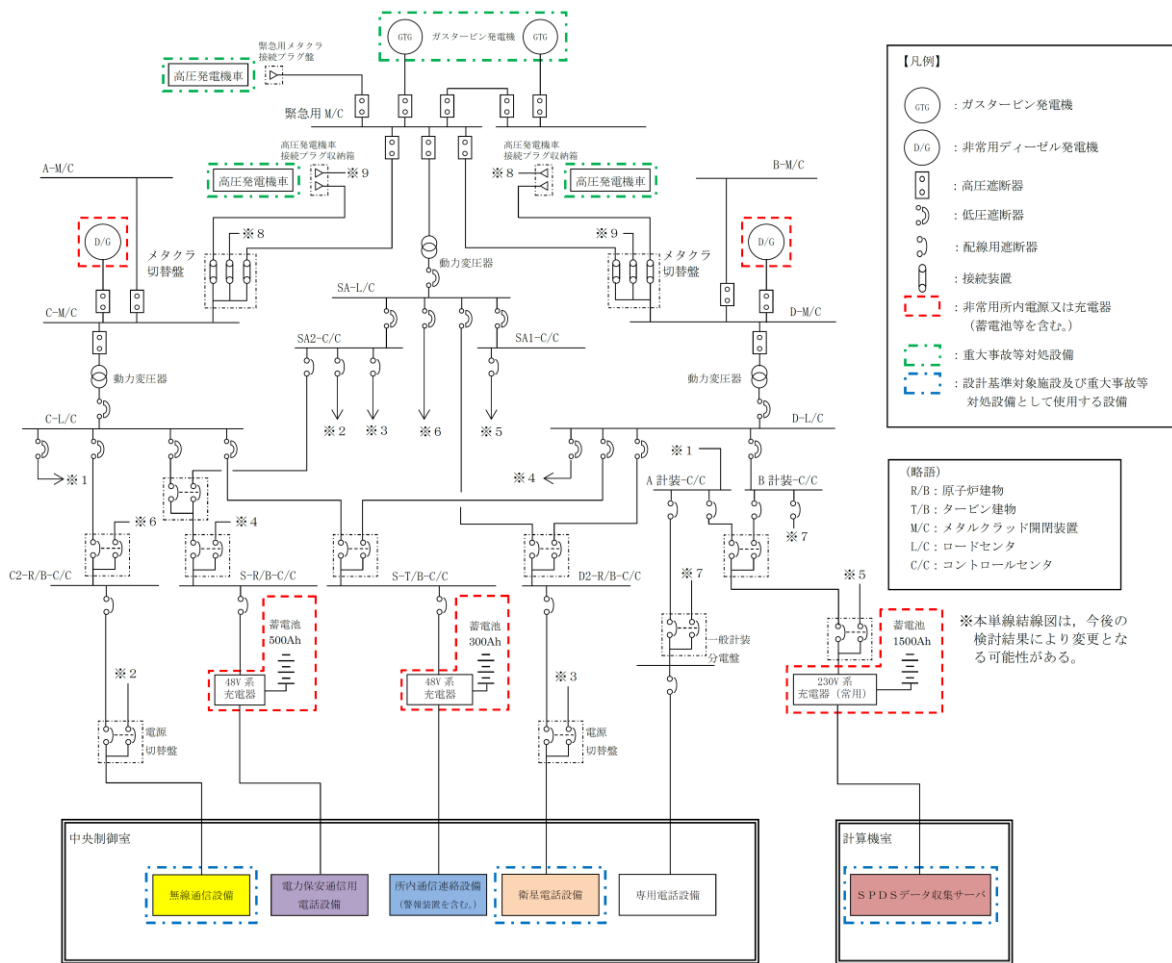 緊急用メタクラ
接続プラグ盤
高圧発電機車
GTG
ガスタービン発電機
GTG
緊急用 M/C
高圧発電機車
接続プラグ収納箱
※9
高圧発電機車
高圧発電機車
接続プラグ収納箱
※8
高圧発電機車
A-M/C
B-M/C
D/G
メタクラ
切替盤
※8
動力変圧器
※9
メタクラ
切替盤
D/G
C-M/C
SA-L/C
D-M/C
動力変圧器
SA2-C/C
SA1-C/C
動力変圧器
C-L/C
※2
※3
※6
※5
D-L/C
※1
※4
A 計装-C/C
※1
B 計装-C/C
※6
※4
※7
C2-R/B-C/C
S-R/B-C/C
S-T/B-C/C
D2-R/B-C/C
※7
※5
蓄電池
500Ah
48V 系
充電器
蓄電池
300Ah
48V 系
充電器
一般計装
分電盤
蓄電池
1500Ah
230V 系
充電器（常用）
※2
電源
切替盤
※3
電源
切替盤
中央制御室
無線通信設備
電力保安通信用
電話設備
所内通信連絡設備
(警報装置を含む。)
衛星電話設備
専用電話設備
計算機室
ＳＰＤＳデータ収集サーバ
【凡例】
GTG
：ガスタービン発電機
D/G
：非常用ディーゼル発電機
：高圧遮断器
：低圧遮断器
：配線用遮断器
：接続装置
：非常用所内電源又は充電器
（蓄電池等を含む。）
：重大事故等対処設備
：設計基準対象施設及び重大事故等
対処設備として使用する設備
(略語)
R/B：原子炉建物
T/B：タービン建物
M/C：メタルクラッド開閉装置
L/C：ロードセンタ
C/C：コントロールセンタ
※本単線結線図は，今後の
検討結果により変更とな
る可能性がある。